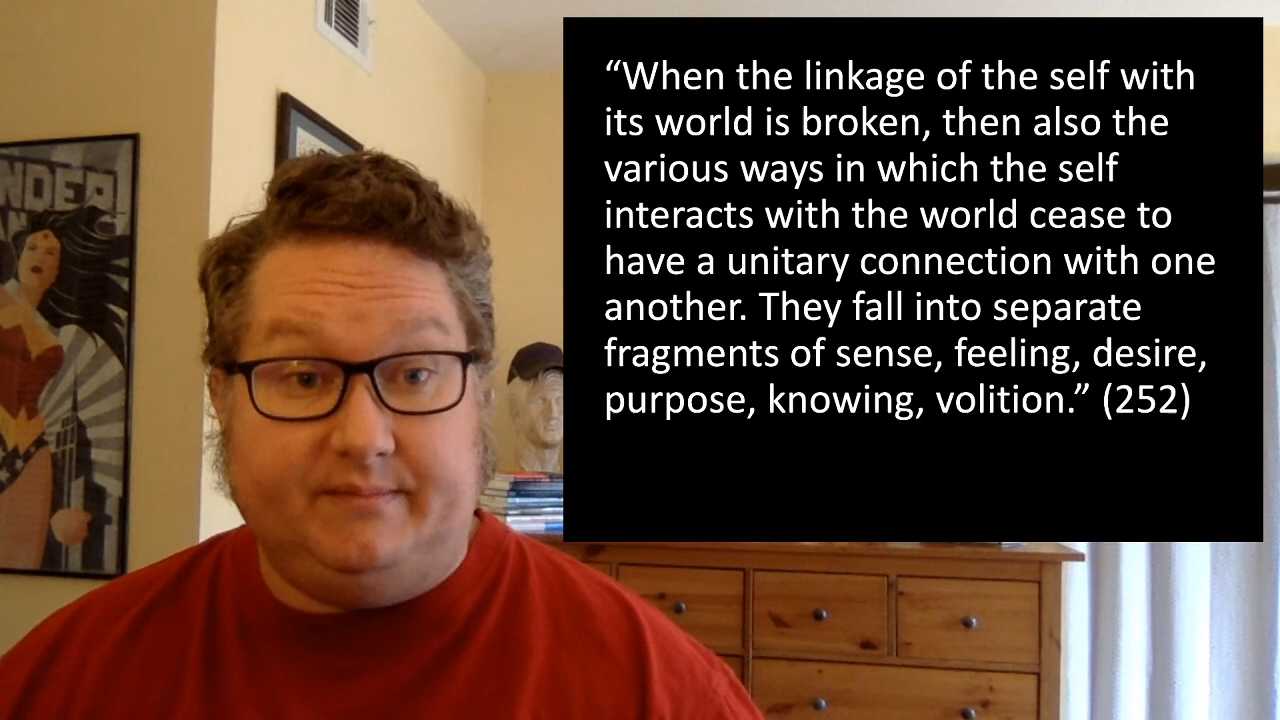 “When the linkage of the self with
its world is broken, then also the
various ways in which the self
interacts with the world cease to
have a unitary connection with one
another. They fall into separate
fragments of sense, feeling, desire,
purpose, knowing, volition.” (252)
NDER